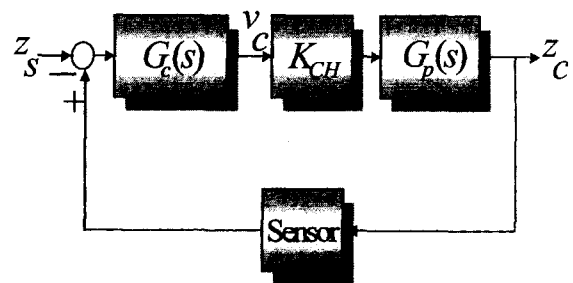 z_s
−
+
G_c(s)
v_c
K_CH
G_p(s)
z_c
Sensor